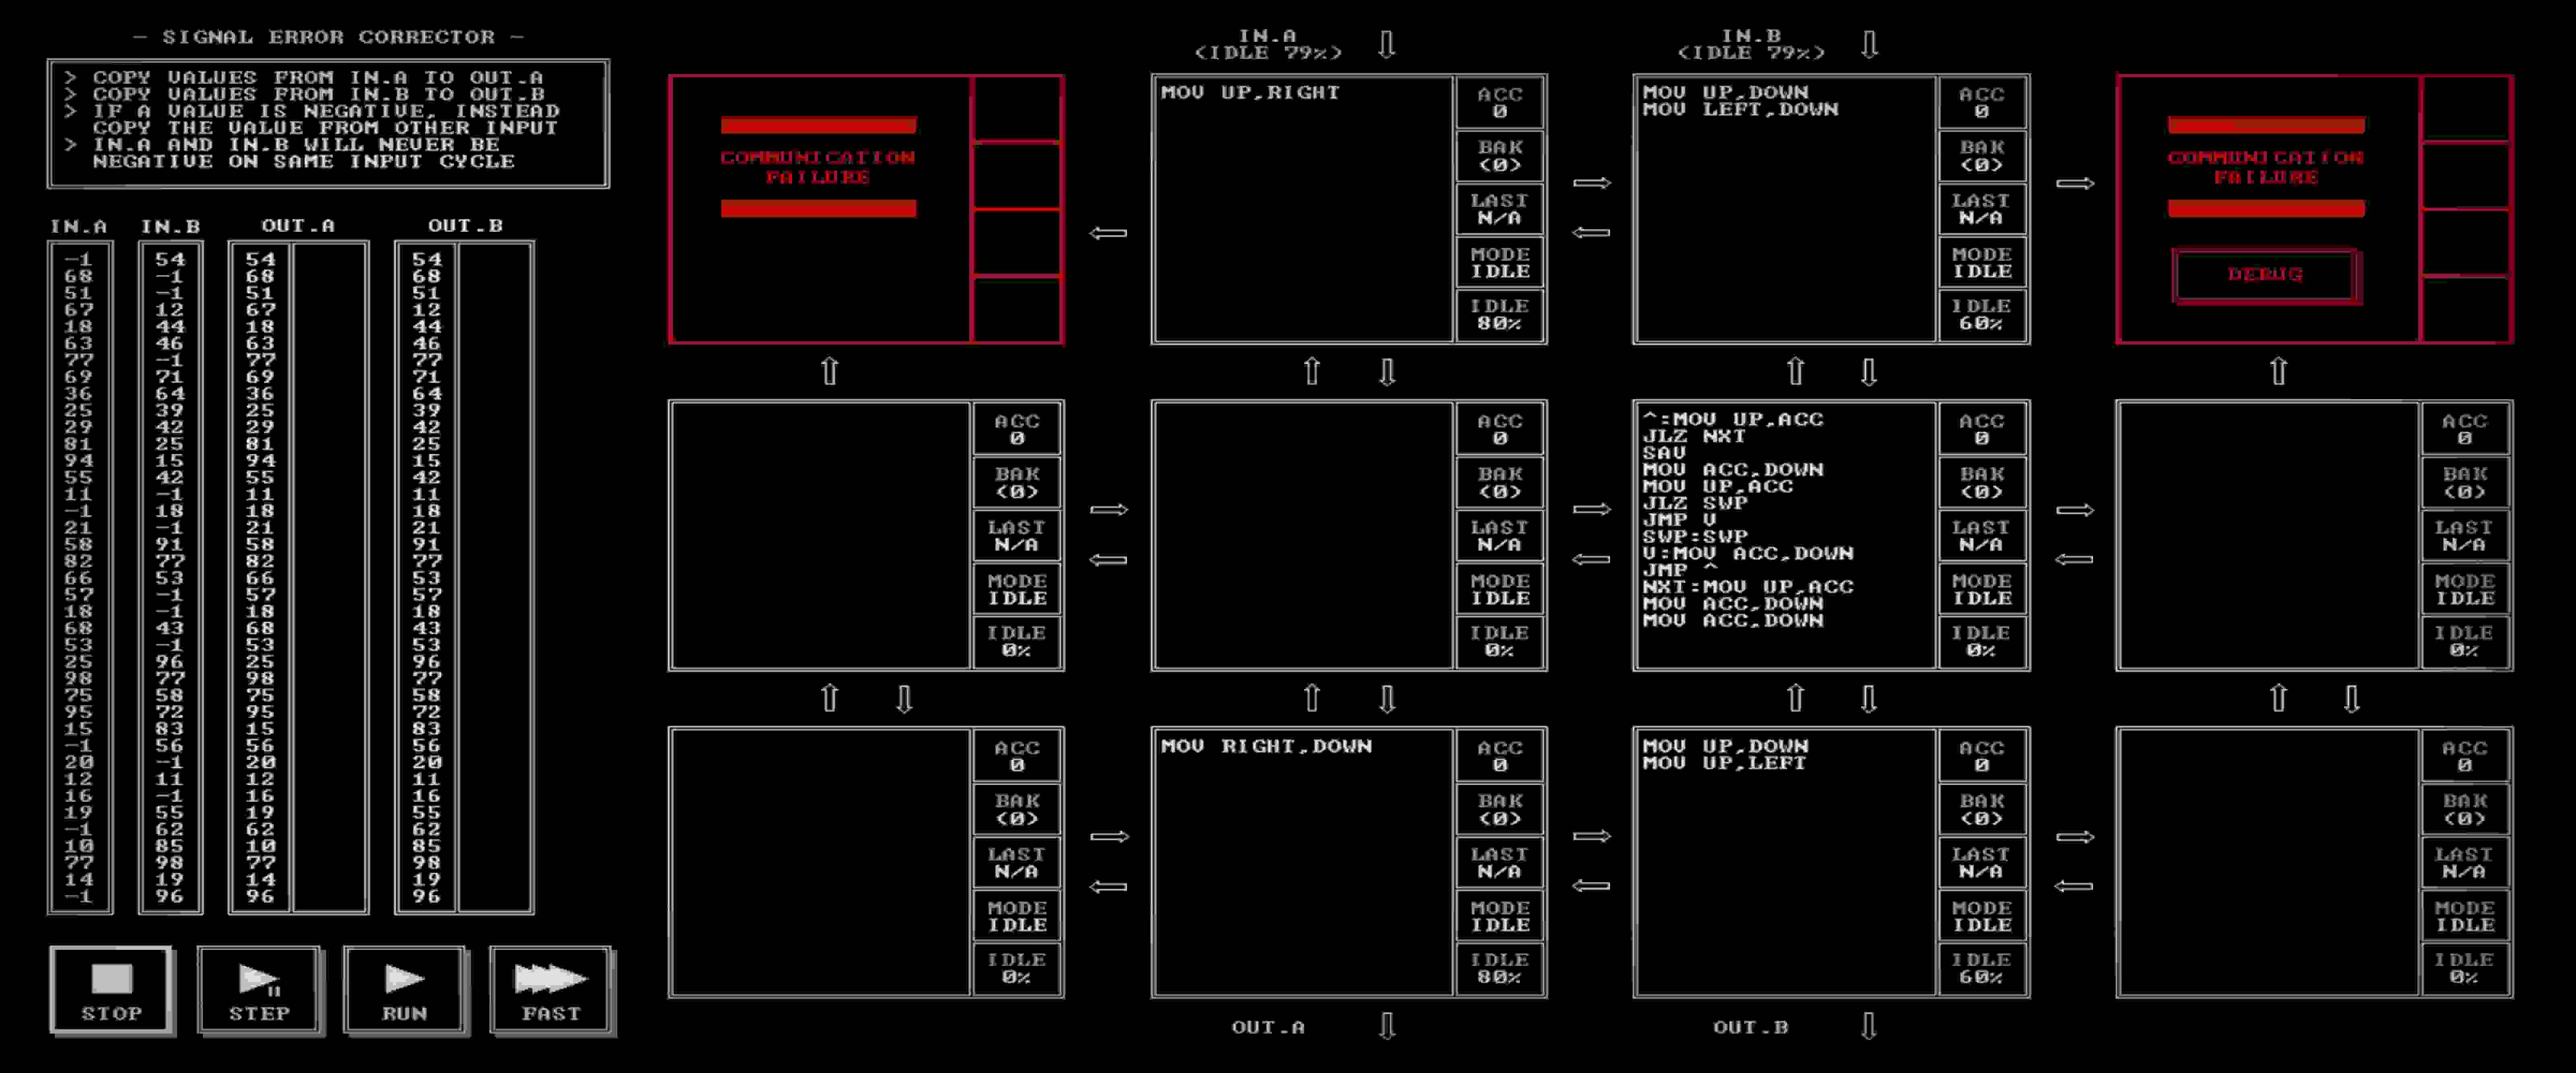 - SIGNAL ERROR CORRECTOR -
> COPY VALUES FROM IN.A TO OUT.A
> COPY VALUES FROM IN.B TO OUT.B
> IF A VALUE IS NEGATIVE, INSTEAD
COPY THE VALUE FROM OTHER INPUT
> IN.A AND IN.B WILL NEVER BE
NEGATIVE ON SAME INPUT CYCLE
IN.A IN.B OUT.A OUT.B
-1 54 54 54
68 -1 68 68
51 -1 51 51
67 12 67 12
18 44 18 44
63 46 63 46
77 -1 77 77
69 71 69 71
36 64 36 64
25 39 25 39
29 42 29 42
81 25 81 25
94 15 94 15
55 42 55 42
11 -1 11 11
-1 18 18 18
21 -1 21 21
58 91 58 91
82 77 82 77
66 53 66 53
57 -1 57 57
18 -1 18 18
68 43 68 43
53 -1 53 53
25 96 25 96
98 77 98 77
75 58 75 58
95 72 95 72
15 83 15 83
-1 56 56 56
20 -1 20 20
12 11 12 11
16 -1 16 16
19 55 19 55
-1 62 62 62
10 85 10 85
77 98 77 98
14 19 14 19
-1 96 96 96
STOP
STEP
RUN
FAST
IN.A
(IDLE 79%)
IN.B
(IDLE 79%)
COMMUNICATION
FAILURE
MOV UP,RIGHT
ACC
0
BAK
(0)
LAST
N/A
MODE
IDLE
IDLE
80%
MOV UP,DOWN
MOV LEFT,DOWN
ACC
0
BAK
(0)
LAST
N/A
MODE
IDLE
IDLE
60%
COMMUNICATION
FAILURE
DEBUG
ACC
0
BAK
(0)
LAST
N/A
MODE
IDLE
IDLE
0%
ACC
0
BAK
(0)
LAST
N/A
MODE
IDLE
IDLE
0%
^:MOV UP,ACC
JLZ NXT
SAV
MOV ACC,DOWN
MOV UP,ACC
JLZ SWP
JMP V
SWP:SWP
V:MOV ACC,DOWN
JMP ^
NXT:MOV UP,ACC
MOV ACC,DOWN
MOV ACC,DOWN
ACC
0
BAK
(0)
LAST
N/A
MODE
IDLE
IDLE
0%
ACC
0
BAK
(0)
LAST
N/A
MODE
IDLE
IDLE
0%
ACC
0
BAK
(0)
LAST
N/A
MODE
IDLE
IDLE
0%
MOV RIGHT,DOWN
ACC
0
BAK
(0)
LAST
N/A
MODE
IDLE
IDLE
80%
MOV UP,DOWN
MOV UP,LEFT
ACC
0
BAK
(0)
LAST
N/A
MODE
IDLE
IDLE
60%
ACC
0
BAK
(0)
LAST
N/A
MODE
IDLE
IDLE
0%
OUT.A
OUT.B